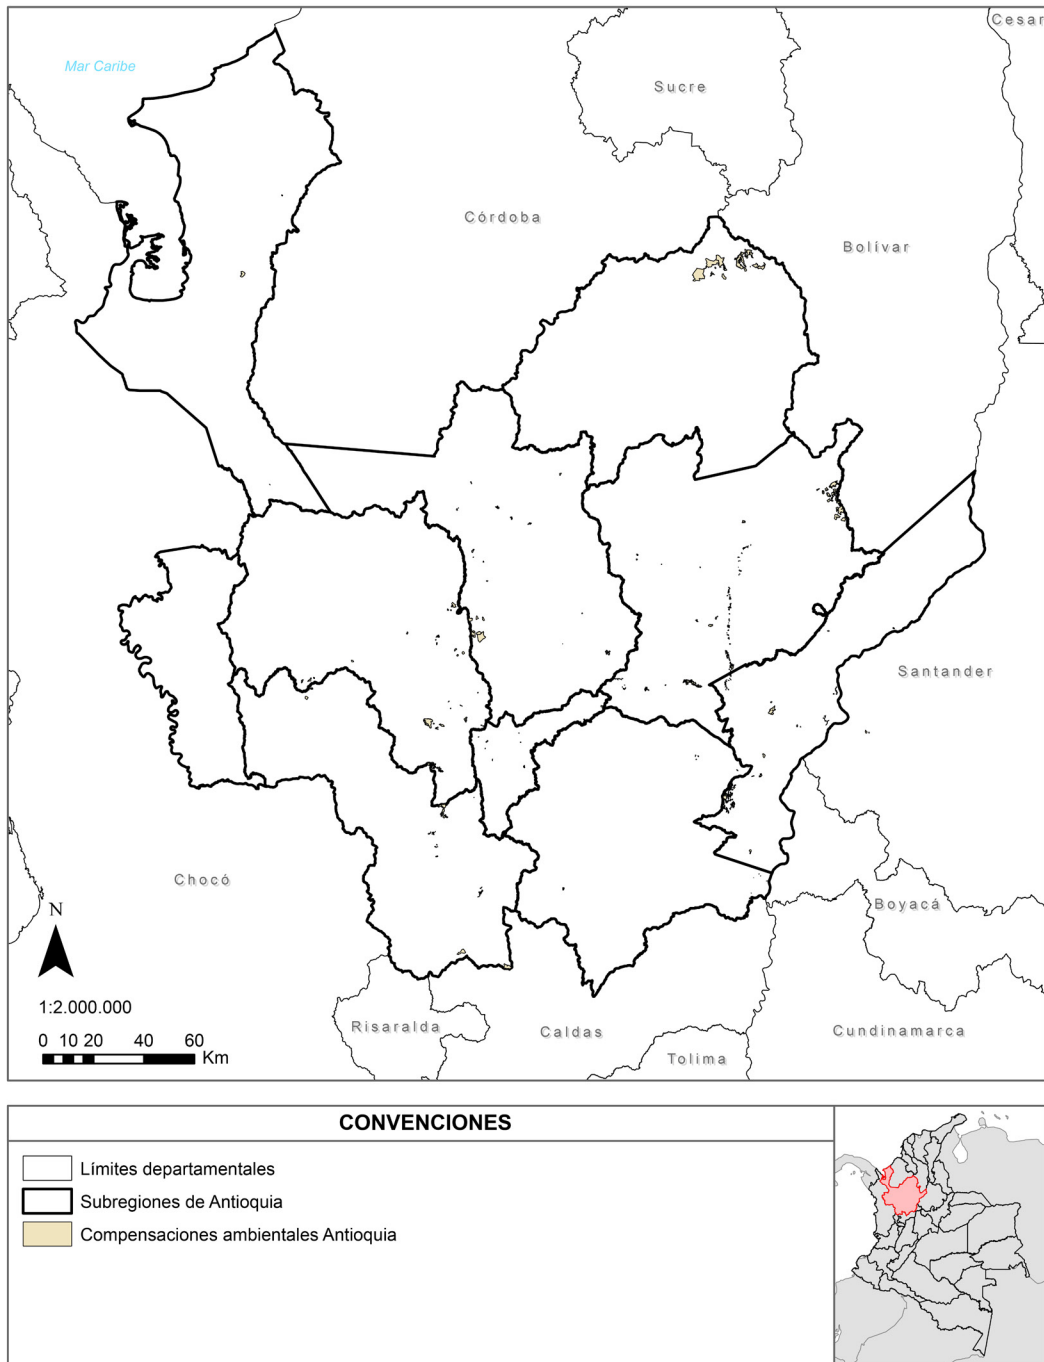 Cesar
Mar Caribe
Sucre
Córdoba
Bolívar
Santander
Chocó
Boyacá
N
1:2.000.000
Risaralda
Caldas
Cundinamarca
Tolima
0 10 20 40 60
Km
CONVENCIONES
Límites departamentales
Subregiones de Antioquia
Compensaciones ambientales Antioquia